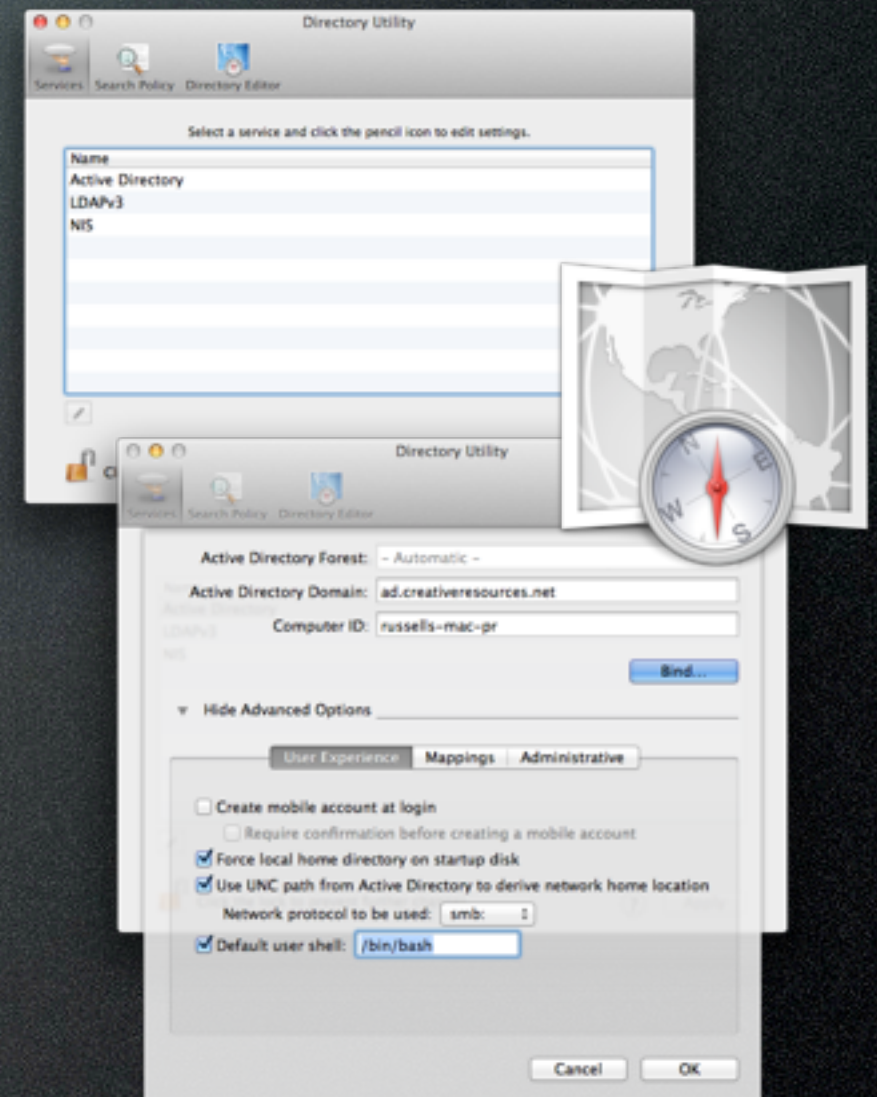 Directory Utility
Services Search Policy Directory Editor
Select a service and click the pencil icon to edit settings.
Name
Active Directory
LDAPv3
NIS
N
E
W
S
Directory Utility
Services Search Policy Directory Editor
Active Directory Forest: - Automatic -
Active Directory Domain: ad.creativeresources.net
Active Directory
Computer ID: russells-mac-pr
LDAPv3
NIS
Bind...
Hide Advanced Options
User Experience Mappings Administrative
Create mobile account at login
Require confirmation before creating a mobile account
Force local home directory on startup disk
Use UNC path from Active Directory to derive network home location
Network protocol to be used: smb:
Default user shell: /bin/bash
Cancel OK